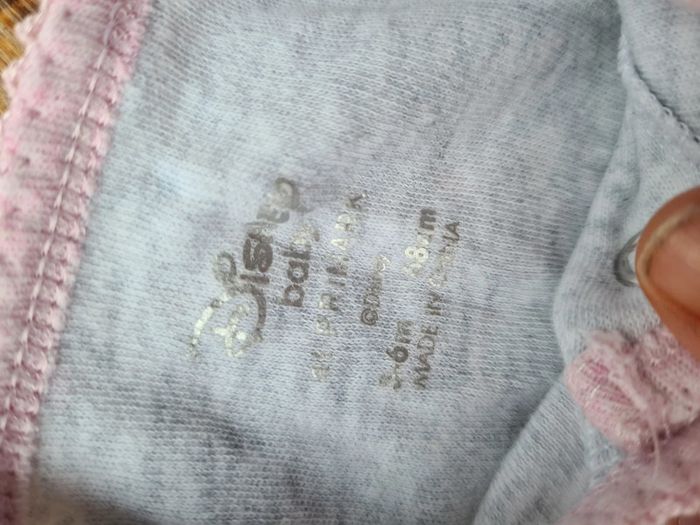 Disney
baby
PRIMARK
©Disney
3-6m 68cm
MADE IN CHINA